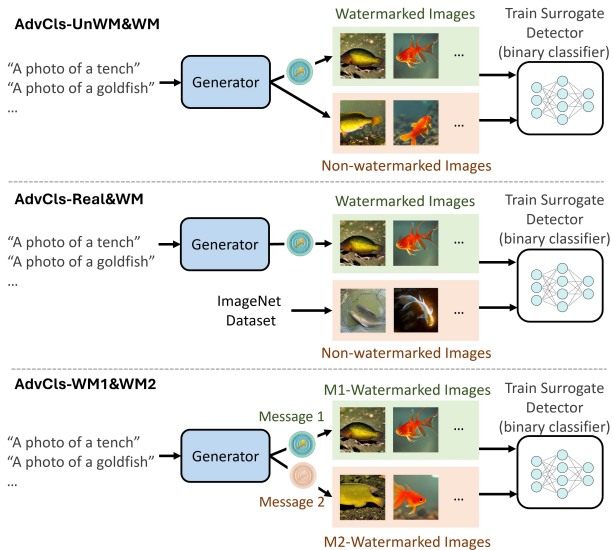 AdvCls-UnWM&WM
Watermarked Images
Train Surrogate
Detector
(binary classifier)
“A photo of a tench”
“A photo of a goldfish”
...
Generator
...
...
Non-watermarked Images
AdvCls-Real&WM
Watermarked Images
Train Surrogate
Detector
(binary classifier)
“A photo of a tench”
“A photo of a goldfish”
...
Generator
...
ImageNet
Dataset
...
Non-watermarked Images
AdvCls-WM1&WM2
M1-Watermarked Images
Train Surrogate
Detector
(binary classifier)
Message 1
“A photo of a tench”
“A photo of a goldfish”
...
Generator
...
Message 2
...
M2-Watermarked Images